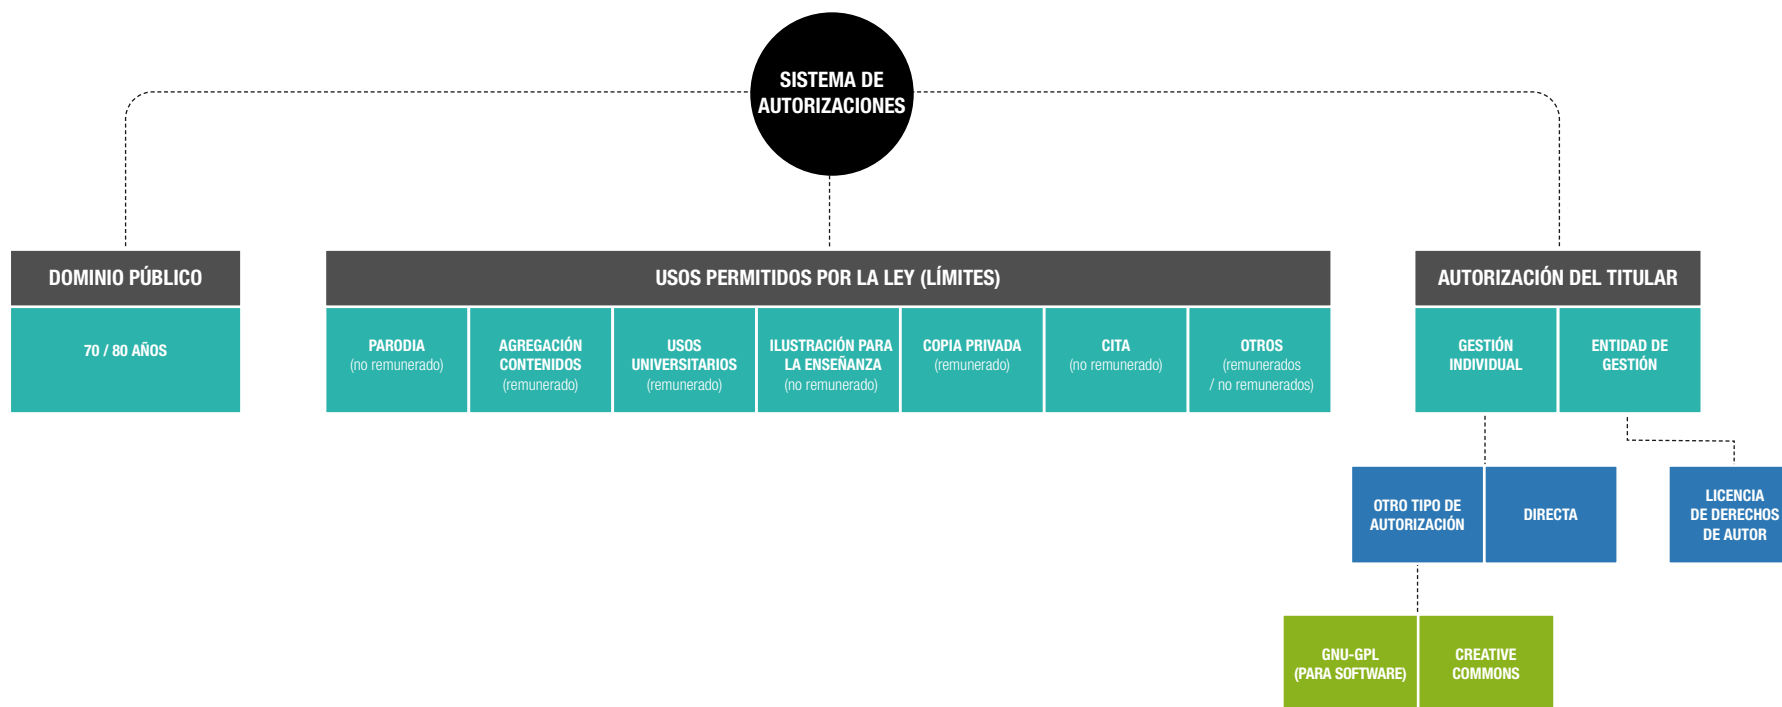 SISTEMA DE
AUTORIZACIONES
DOMINIO PÚBLICO
70 / 80 AÑOS
USOS PERMITIDOS POR LA LEY (LÍMITES)
PARODIA
(no remunerado)
AGREGACIÓN
CONTENIDOS
(remunerado)
USOS
UNIVERSITARIOS
(remunerado)
ILUSTRACIÓN PARA
LA ENSEÑANZA
(no remunerado)
COPIA PRIVADA
(remunerado)
CITA
(no remunerado)
OTROS
(remunerados
/ no remunerados)
AUTORIZACIÓN DEL TITULAR
GESTIÓN
INDIVIDUAL
ENTIDAD DE
GESTIÓN
OTRO TIPO DE
AUTORIZACIÓN
DIRECTA
LICENCIA
DE DERECHOS
DE AUTOR
GNU-GPL
(PARA SOFTWARE)
CREATIVE
COMMONS